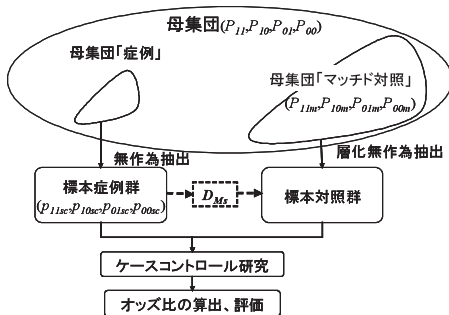 母集団(P11,P10,P01,P00)
母集団「症例」
母集団「マッチド対照」
(P11m,P10m,P01m,P00m)
無作為抽出
層化無作為抽出
標本症例群
(p11sc,p10sc,p01sc,p00sc)
DMs
標本対照群
ケースコントロール研究
オッズ比の算出、評価